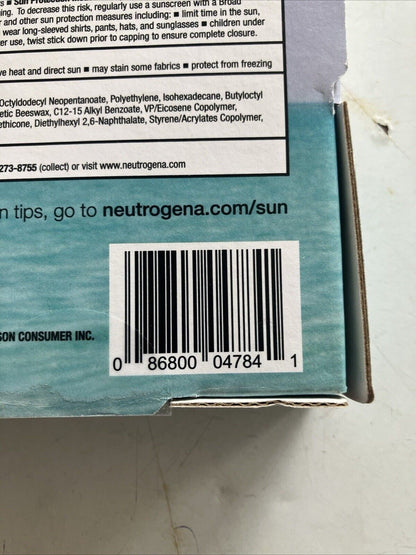 s ■ Sun Protection
ning. To decrease this risk, regularly use a sunscreen with a Broad
r and other sun protection measures including: ■ limit time in the sun,
wear long-sleeved shirts, pants, hats, and sunglasses ■ children under
er use, twist stick down prior to capping to ensure complete closure.
ve heat and direct sun ■ may stain some fabrics ■ protect from freezing
Octyldodecyl Neopentanoate, Polyethylene, Isohexadecane, Butyloctyl
etic Beeswax, C12-15 Alkyl Benzoate, VP/Eicosene Copolymer,
ethicone, Diethylhexyl 2,6-Naphthalate, Styrene/Acrylates Copolymer,
273-8755 (collect) or visit www.neutrogena.com
n tips, go to neutrogena.com/sun
SON CONSUMER INC.
0 86800 04784 1